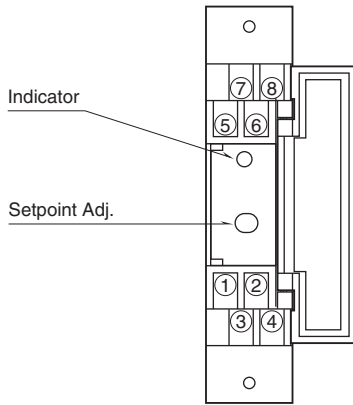 ⑦ ⑧
Indicator
⑤ ⑥
Setpoint Adj.
① ②
③ ④